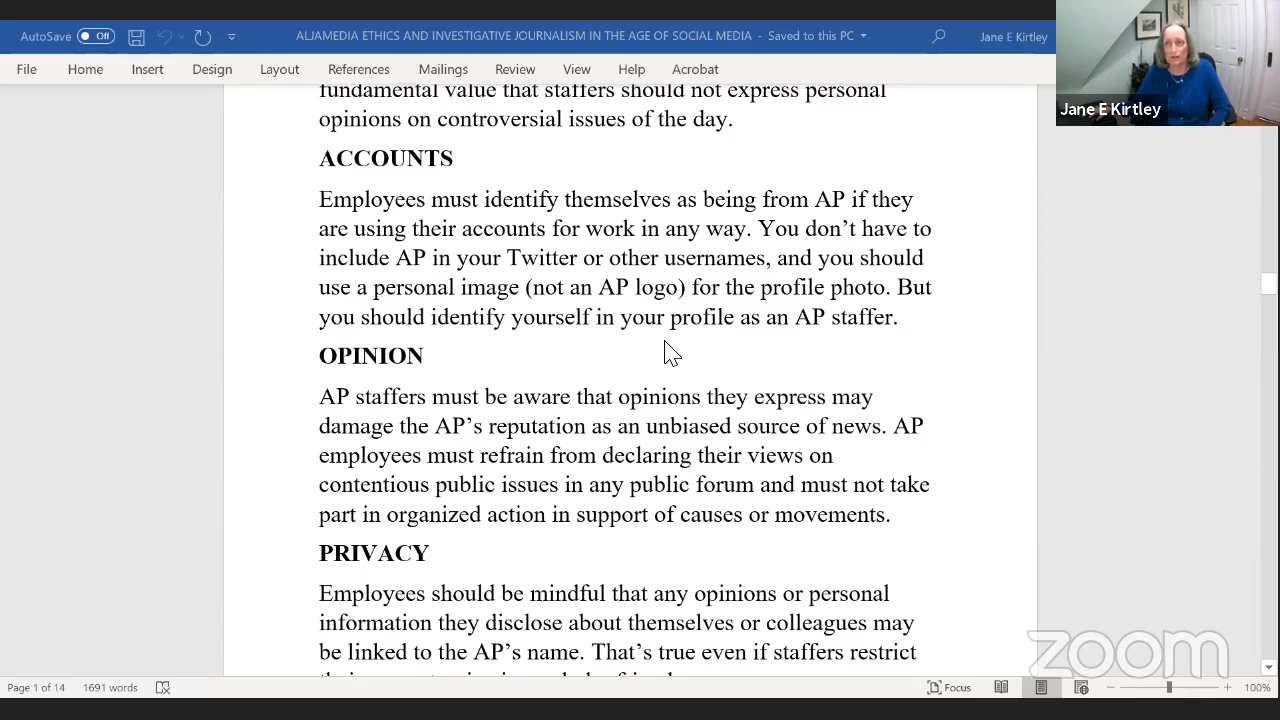 AutoSave Off
ALJAMEDIA ETHICS AND INVESTIGATIVE JOURNALISM IN THE AGE OF SOCIAL MEDIA - Saved to this PC
Jane E Kirtley
File Home Insert Design Layout References Mailings Review View Help Acrobat
Jane E Kirtley
fundamental value that staffers should not express personal
opinions on controversial issues of the day.
ACCOUNTS
Employees must identify themselves as being from AP if they
are using their accounts for work in any way. You don’t have to
include AP in your Twitter or other usernames, and you should
use a personal image (not an AP logo) for the profile photo. But
you should identify yourself in your profile as an AP staffer.
OPINION
AP staffers must be aware that opinions they express may
damage the AP’s reputation as an unbiased source of news. AP
employees must refrain from declaring their views on
contentious public issues in any public forum and must not take
part in organized action in support of causes or movements.
PRIVACY
Employees should be mindful that any opinions or personal
information they disclose about themselves or colleagues may
be linked to the AP’s name. That’s true even if staffers restrict
zoom
Page 1 of 14 1691 words
Focus
100%